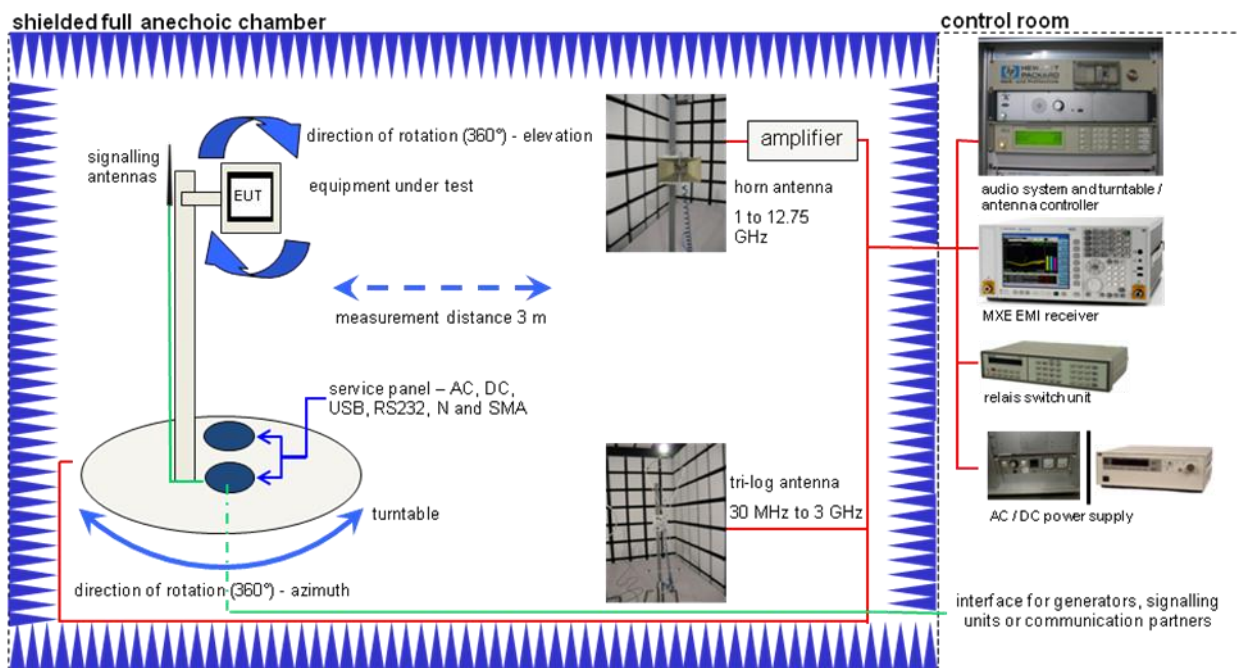 shielded full anechoic chamber
control room
direction of rotation (360°) - elevation
signalling
antennas
equipment under test
EUT
amplifier
horn antenna
1 to 12.75
GHz
HEWLETT
PACKARD
audio system and turntable /
antenna controller
measurement distance 3 m
MXE EMI receiver
service panel – AC, DC,
USB, RS232, N and SMA
relais switch unit
tri-log antenna
30 MHz to 3 GHz
turntable
AC / DC power supply
direction of rotation (360°) - azimuth
interface for generators, signalling
units or communication partners